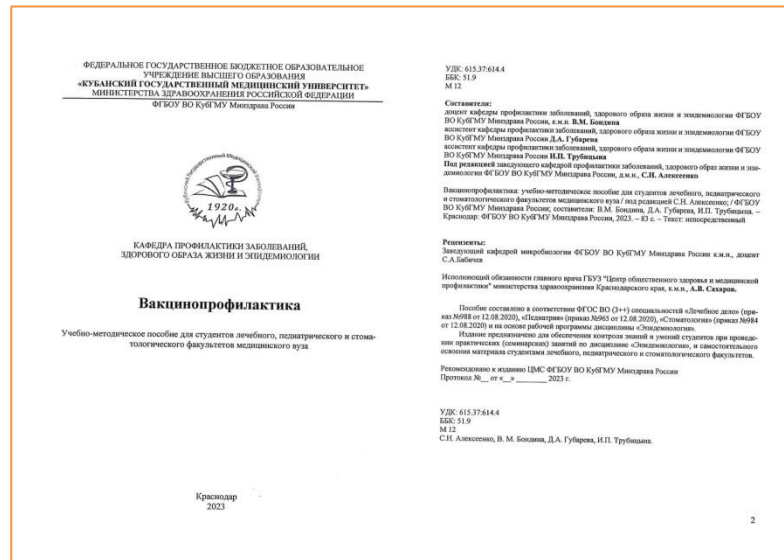 ФЕДЕРАЛЬНОЕ ГОСУДАРСТВЕННОЕ БЮДЖЕТНОЕ ОБРАЗОВАТЕЛЬНОЕ
УЧРЕЖДЕНИЕ ВЫСШЕГО ОБРАЗОВАНИЯ
«КУБАНСКИЙ ГОСУДАРСТВЕННЫЙ МЕДИЦИНСКИЙ УНИВЕРСИТЕТ»
МИНИСТЕРСТВА ЗДРАВООХРАНЕНИЯ РОССИЙСКОЙ ФЕДЕРАЦИИ
ФГБОУ ВО КубГМУ Минздрава России
Кубанский Государственный Медицинский Университет
1920г.
КАФЕДРА ПРОФИЛАКТИКИ ЗАБОЛЕВАНИЙ,
ЗДОРОВОГО ОБРАЗА ЖИЗНИ И ЭПИДЕМИОЛОГИИ
Вакцинопрофилактика
Учебно-методическое пособие для студентов лечебного, педиатрического и стома-
тологического факультетов медицинского вуза
Краснодар
2023
УДК: 615.37:614.4
ББК: 51.9
М 12
Составители:
доцент кафедры профилактики заболеваний, здорового образа жизни и эпидемиологии ФГБОУ
ВО КубГМУ Минздрава России, к.м.н. В.М. Бондина
ассистент кафедры профилактики заболеваний, здорового образа жизни и эпидемиологии ФГБОУ
ВО КубГМУ Минздрава России Д.А. Губарева
ассистент кафедры профилактики заболеваний, здорового образа жизни и эпидемиологии ФГБОУ
ВО КубГМУ Минздрава России И.П. Трубицына
Под редакцией заведующего кафедрой профилактики заболеваний, здорового образ жизни и эпи-
демиологии ФГБОУ ВО КубГМУ Минздрава России, д.м.н., С.Н. Алексеенко
Вакцинопрофилактика: учебно-методическое пособие для студентов лечебного, педиатрического
и стоматологического факультетов медицинского вуза / под редакцией С.Н. Алексеенко; / ФГБОУ
ВО КубГМУ Минздрава России; составители: В.М. Бондина, Д.А. Губарева, И.П. Трубицына. –
Краснодар: ФГБОУ ВО КубГМУ Минздрава России, 2023. – 83 с. – Текст: непосредственный
Рецензенты:
Заведующий кафедрой микробиологии ФГБОУ ВО КубГМУ Минздрава России к.м.н., доцент
С.А.Бабичев
Исполняющий обязанности главного врача ГБУЗ "Центр общественного здоровья и медицинской
профилактики" министерства здравоохранения Краснодарского края, к.м.н., А.В. Сахаров.
Пособие составлено в соответствии ФГОС ВО (3++) специальностей «Лечебное дело» (при-
каз №988 от 12.08.2020), «Педиатрия» (приказ №965 от 12.08.2020), «Стоматология» (приказ №984
от 12.08.2020) и на основе рабочей программы дисциплины «Эпидемиология».
Издание предназначено для обеспечения контроля знаний и умений студентов при проведе-
нии практических (семинарских) занятий по дисциплине «Эпидемиология», и самостоятельного
освоения материала студентами лечебного, педиатрического и стоматологического факультетов.
Рекомендовано к изданию ЦМС ФГБОУ ВО КубГМУ Минздрава России
Протокол №__ от «__» ________ 2023 г.
УДК: 615.37:614.4
ББК: 51.9
М 12
С.Н. Алексеенко, В. М. Бондина, Д.А. Губарева, И.П. Трубицына.
2